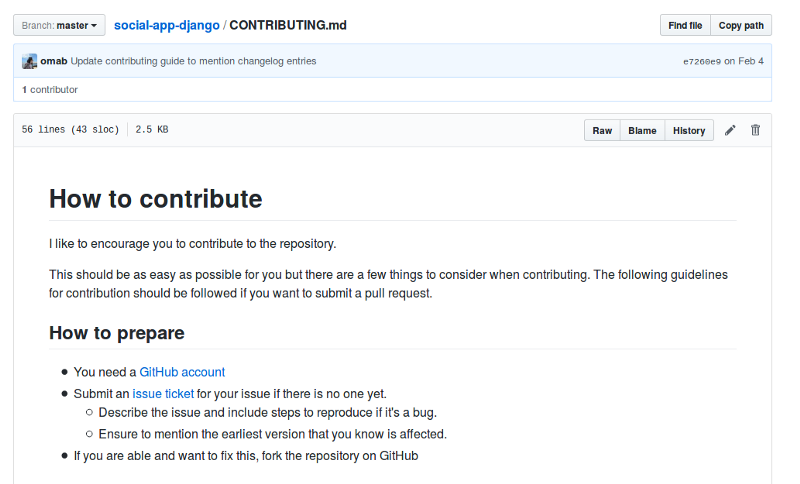 Branch: master social-app-django / CONTRIBUTING.md Find file Copy path
omab Update contributing guide to mention changelog entries e7260e9 on Feb 4
1 contributor
56 lines (43 sloc) 2.5 KB Raw Blame History
How to contribute
I like to encourage you to contribute to the repository.
This should be as easy as possible for you but there are a few things to consider when contributing. The following guidelines
for contribution should be followed if you want to submit a pull request.
How to prepare
You need a GitHub account
Submit an issue ticket for your issue if there is no one yet.
Describe the issue and include steps to reproduce if it's a bug.
Ensure to mention the earliest version that you know is affected.
If you are able and want to fix this, fork the repository on GitHub